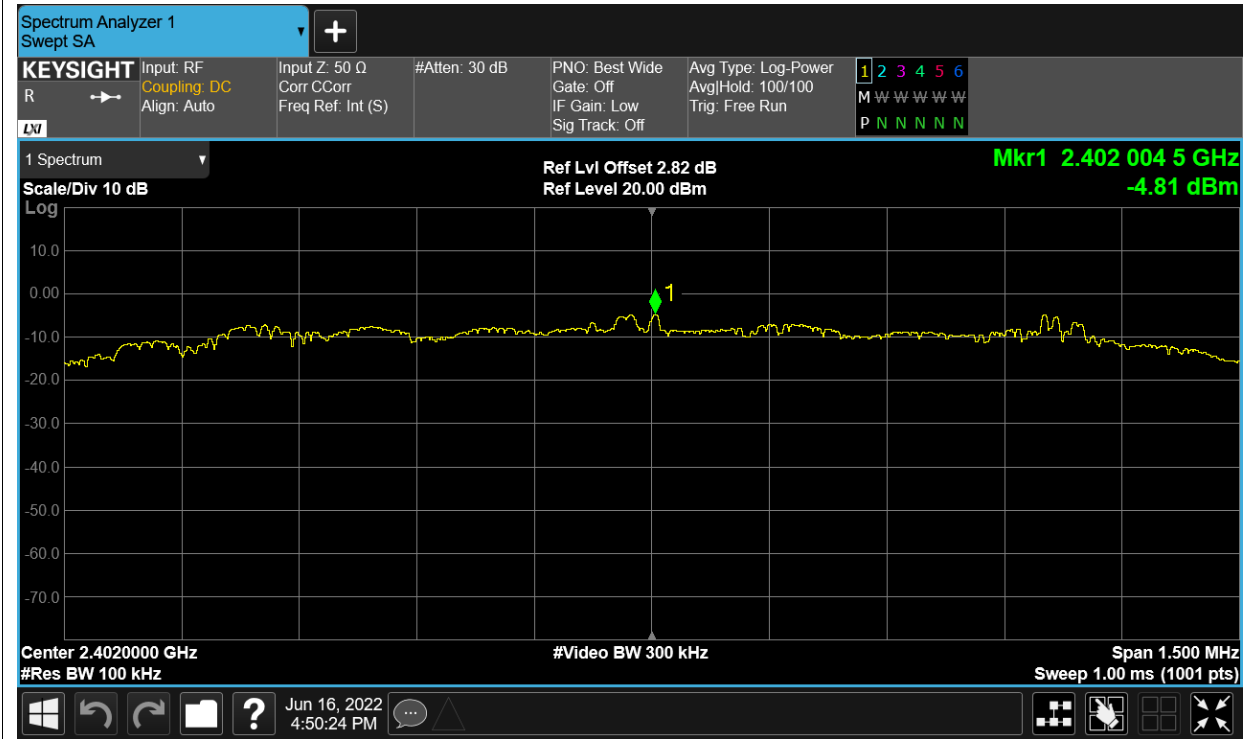 Spectrum Analyzer 1
Swept SA
KEYSIGHT
R
LXI
Input: RF
Coupling: DC
Align: Auto
Input Z: 50 Ω
Corr CCorr
Freq Ref: Int (S)
#Atten: 30 dB
PNO: Best Wide
Gate: Off
IF Gain: Low
Sig Track: Off
Avg Type: Log-Power
Avg|Hold: 100/100
Trig: Free Run
1 2 3 4 5 6
M W W W W W
P N N N N N
1 Spectrum
Scale/Div 10 dB
Log
Ref Lvl Offset 2.82 dB
Ref Level 20.00 dBm
Mkr1 2.402 004 5 GHz
-4.81 dBm
10.0
0.00
1
-10.0
-20.0
-30.0
-40.0
-50.0
-60.0
-70.0
Center 2.4020000 GHz
#Video BW 300 kHz
Span 1.500 MHz
#Res BW 100 kHz
Sweep 1.00 ms (1001 pts)
?
Jun 16, 2022
4:50:24 PM